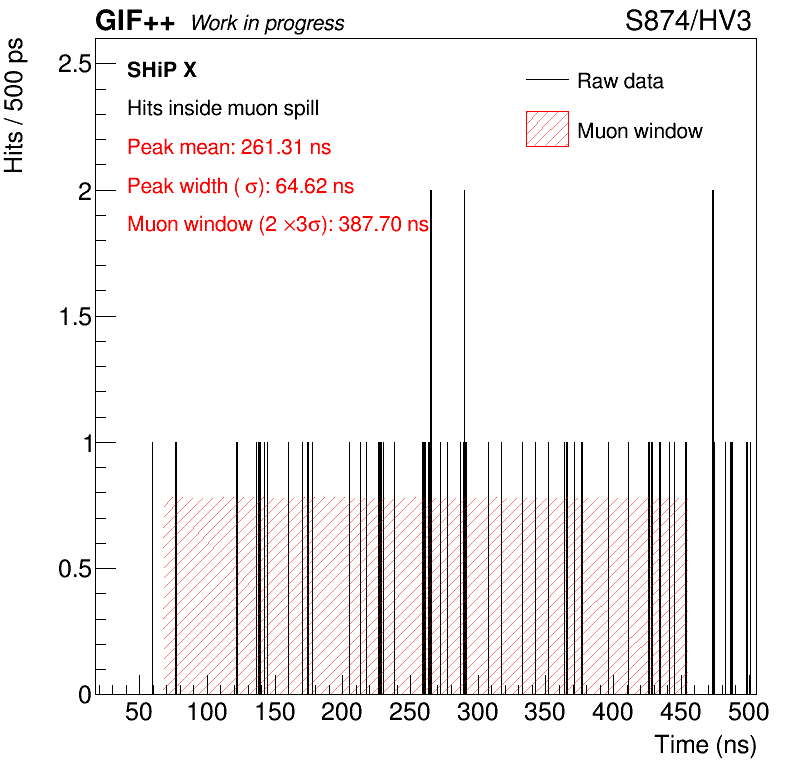 GIF++ Work in progress S874/HV3
Hits / 500 ps
SHiP X
Hits inside muon spill
Peak mean: 261.31 ns
Peak width ( σ): 64.62 ns
Muon window (2 ×3σ): 387.70 ns
Raw data
Muon window
2.5
2
1.5
1
0.5
0
50 100 150 200 250 300 350 400 450 500
Time (ns)